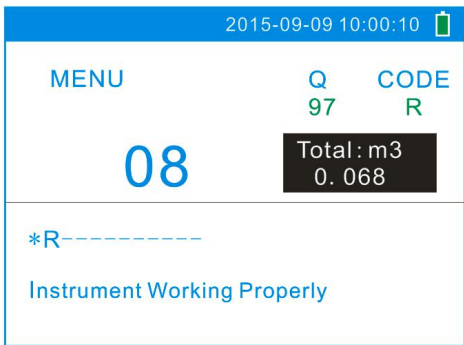 2015-09-09 10:00:10
MENU Q CODE
97 R
08 Total: m3
0. 068
*R----------
Instrument Working Properly